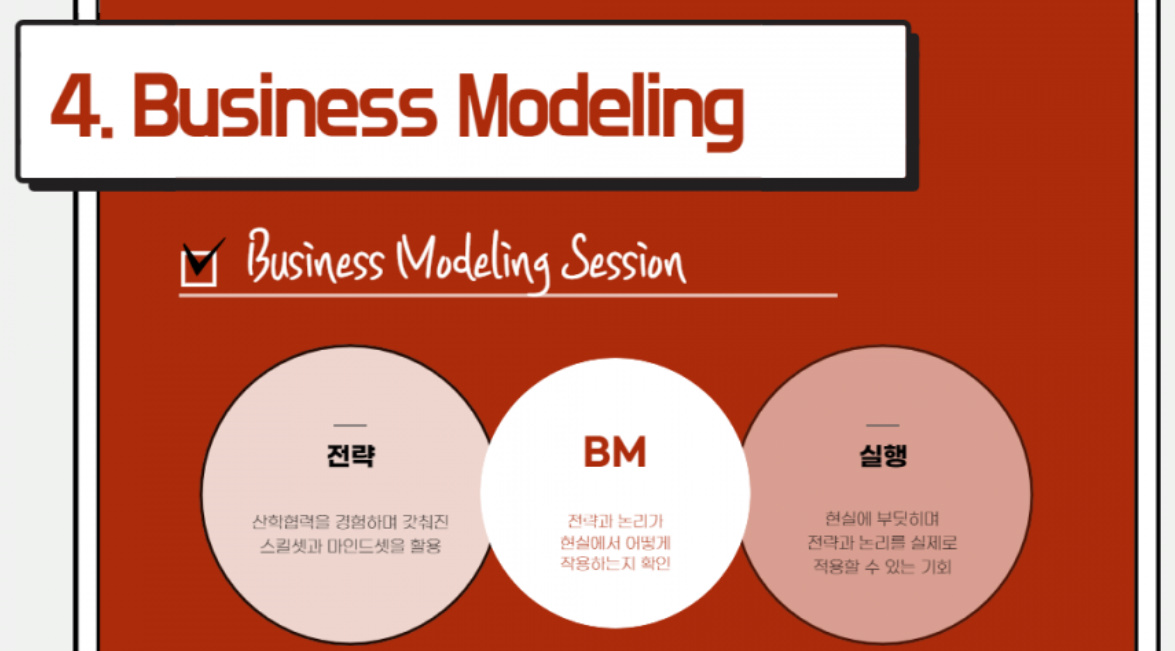 4. Business Modeling
Business Modeling Session
전략
산학협력을 경험하며 갖춰진
스킬셋과 마인드셋을 활용
BM
전략과 논리가
현실에서 어떻게
작용하는지 확인
실행
현실에 부딪히며
전략과 논리를 실제로
적용할 수 있는 기회